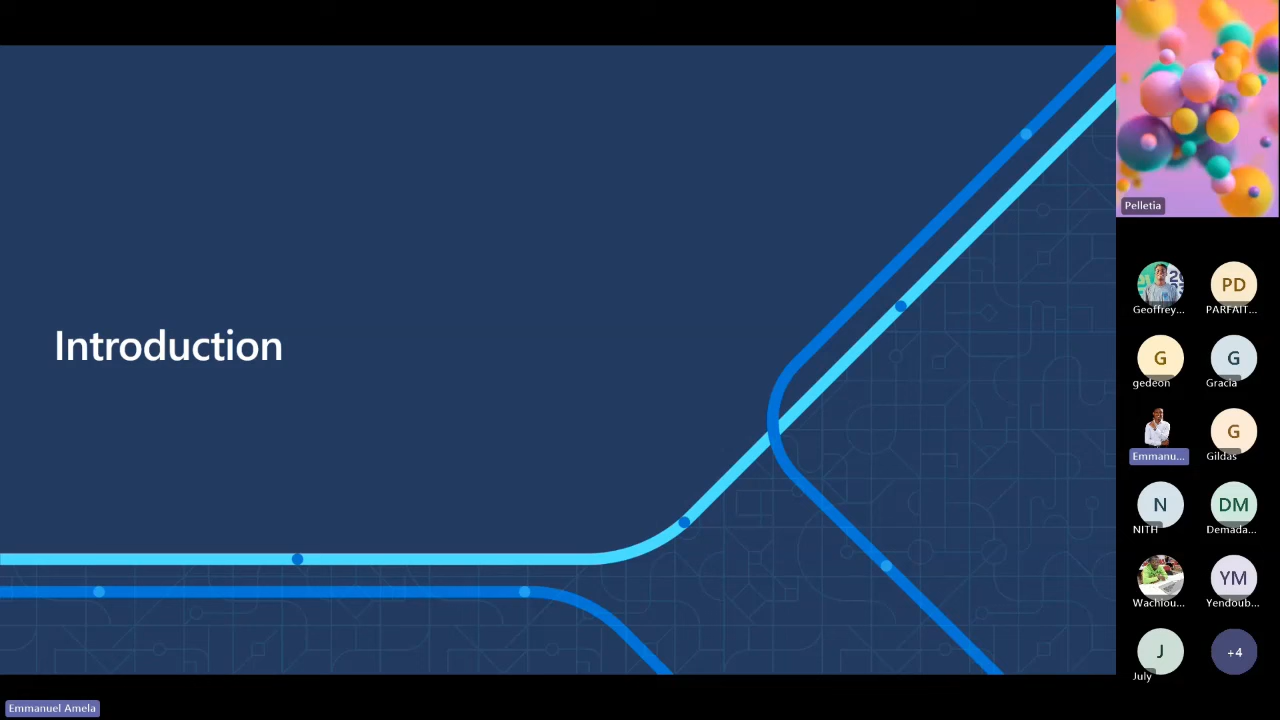 Introduction
Pelletia
Geoffrey...
PD
PARFAIT...
G
gedeon
G
Gracia
Emmanu...
G
Gildas
N
NITH
DM
Demada...
Wachiou...
YM
Yendoub...
J
July
+4
Emmanuel Amela